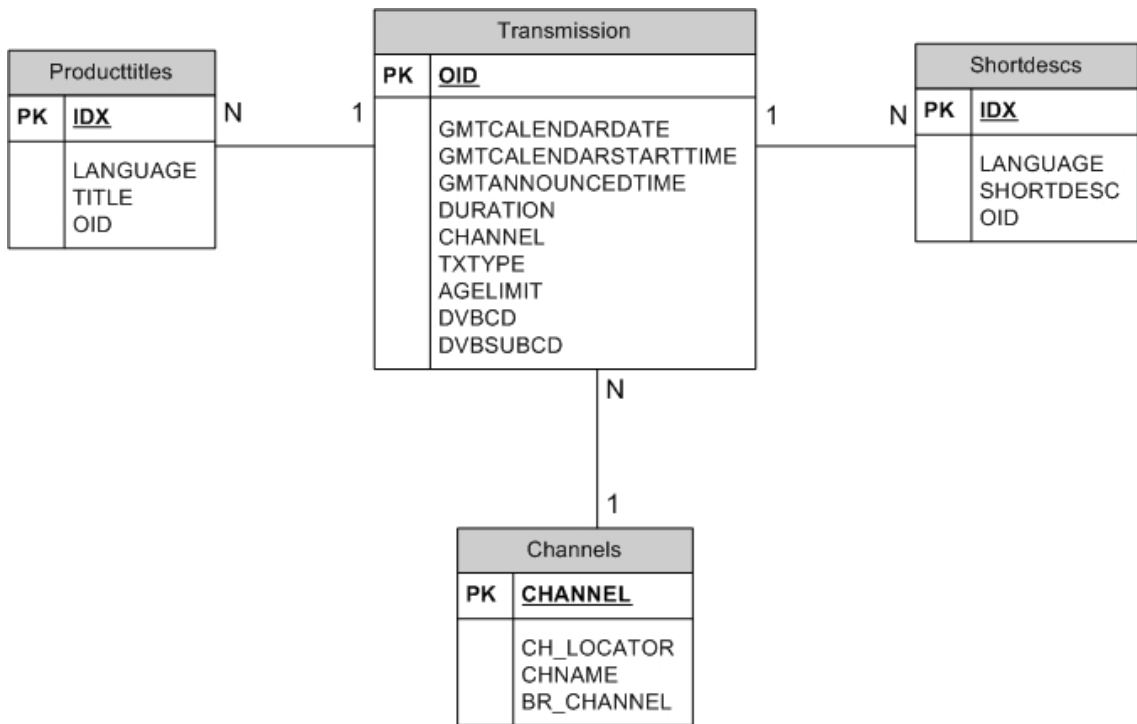 Producttitles
PK IDX
LANGUAGE
TITLE
OID
N 1
Transmission
PK OID
GMTCALENDARDATE
GMTCALENDARSTARTTIME
GMTANNOUNCEDTIME
DURATION
CHANNEL
TXTYPE
AGELIMIT
DVBCD
DVBSUBCD
1 N
Shortdescs
PK IDX
LANGUAGE
SHORTDESC
OID
N
1
Channels
PK CHANNEL
CH_LOCATOR
CHNAME
BR_CHANNEL